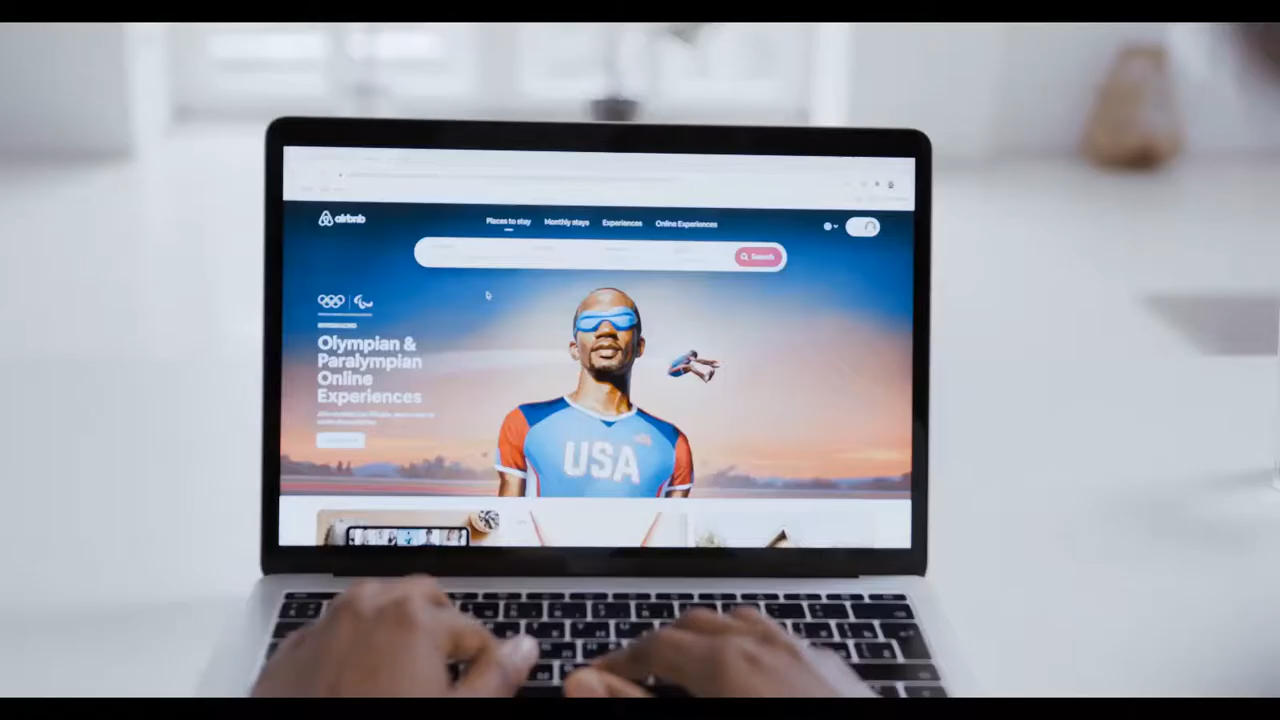 airbnb
Places to stay Monthly stays Experiences Online Experiences
Search
Olympian &
Paralympian
Online
Experiences
USA